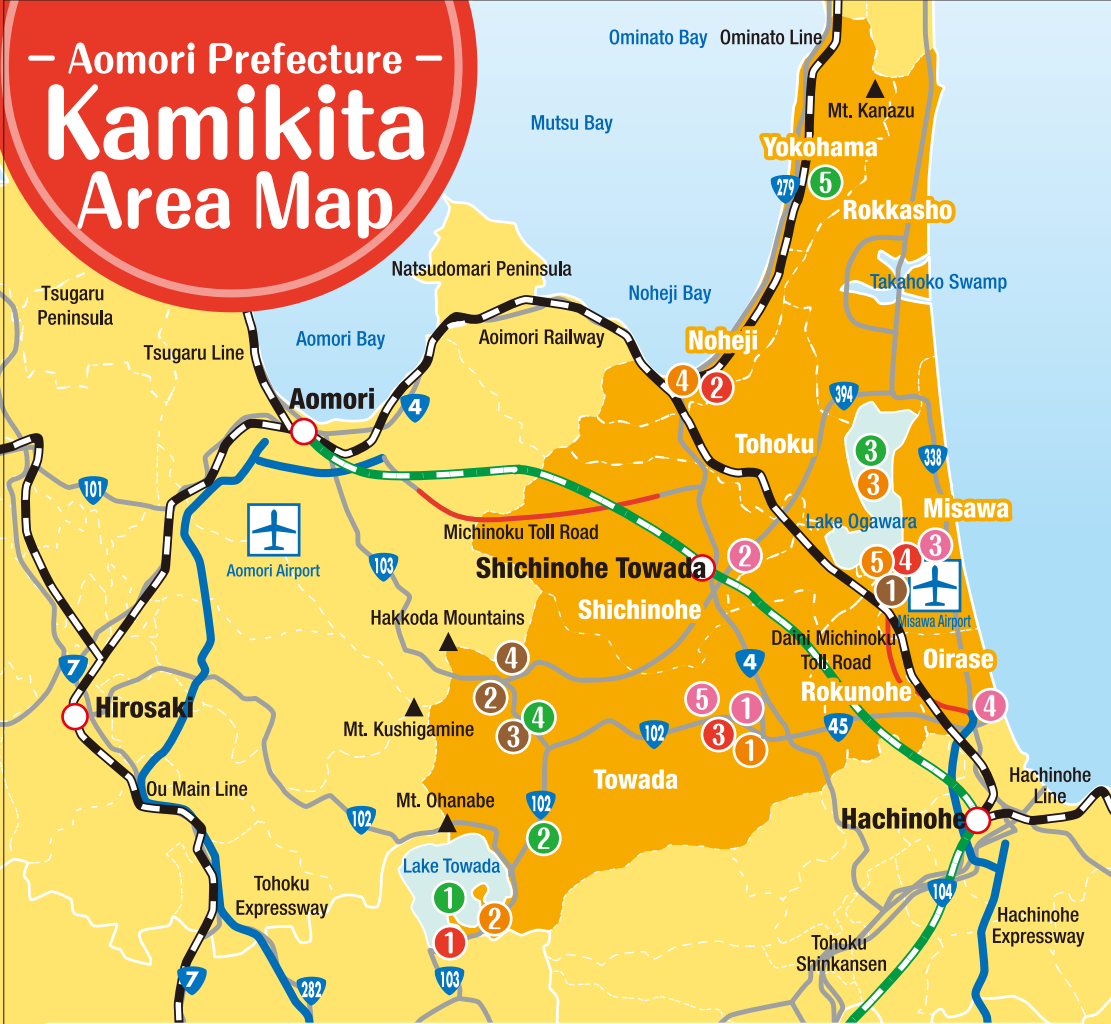 – Aomori Prefecture –
Kamikita
Area Map
Ominato Bay
Ominato Line
Mt. Kanazu
Mutsu Bay
Yokohama
279
5
Rokkasho
Natsudomari Peninsula
Takahoko Swamp
Tsugaru
Peninsula
Noheji Bay
Tsugaru Line
Aomori Bay
Aoimori Railway
Noheji
4
2
Aomori
4
394
Tohoku
3
338
3
101
Misawa
Lake Ogawara
Michinoku Toll Road
Aomori Airport
103
Shichinohe Towada
2
5
4
3
1
Misawa Airport
Shichinohe
Hakkoda Mountains
4
Daini Michinoku
Toll Road
Oirase
7
4
Rokunohe
2
4
3
Hirosaki
Mt. Kushigamine
5
1
3
1
102
45
4
Towada
Ou Main Line
Mt. Ohanabe
102
102
2
Hachinohe
Hachinohe
Line
Lake Towada
1
2
1
Tohoku
Expressway
104
Hachinohe
Expressway
Tohoku
Shinkansen
7
282
103